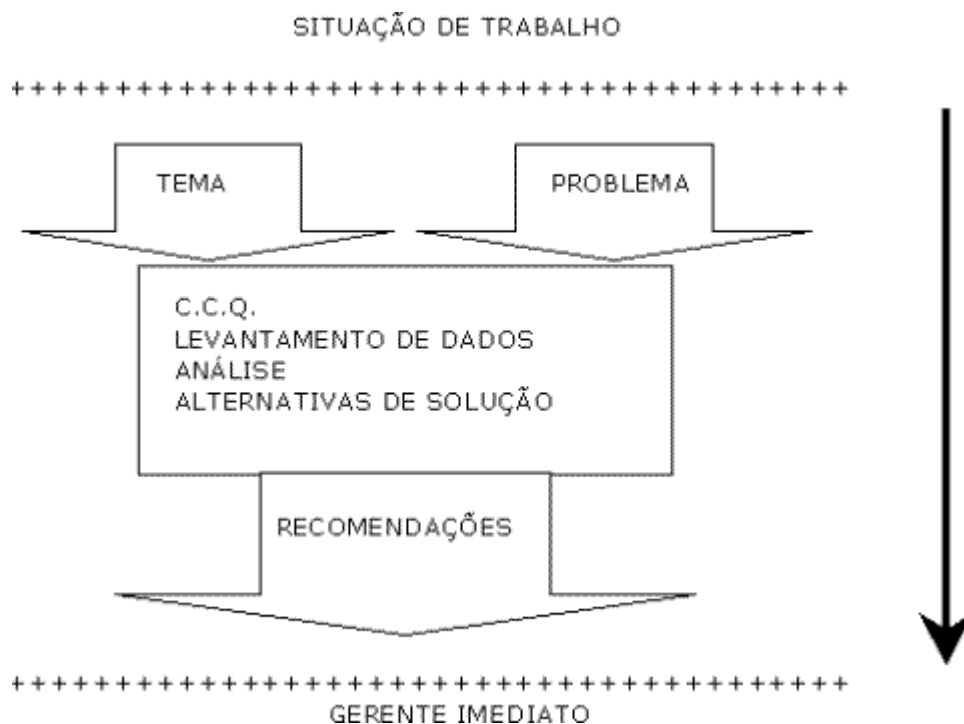 SITUAÇÃO DE TRABALHO
+++++++++++++++++++++++++++++++++++++++++
TEMA
PROBLEMA
C.C.Q.
LEVANTAMENTO DE DADOS
ANÁLISE
ALTERNATIVAS DE SOLUÇÃO
RECOMENDAÇÕES
+++++++++++++++++++++++++++++++++++++++++
GERENTE IMEDIATO